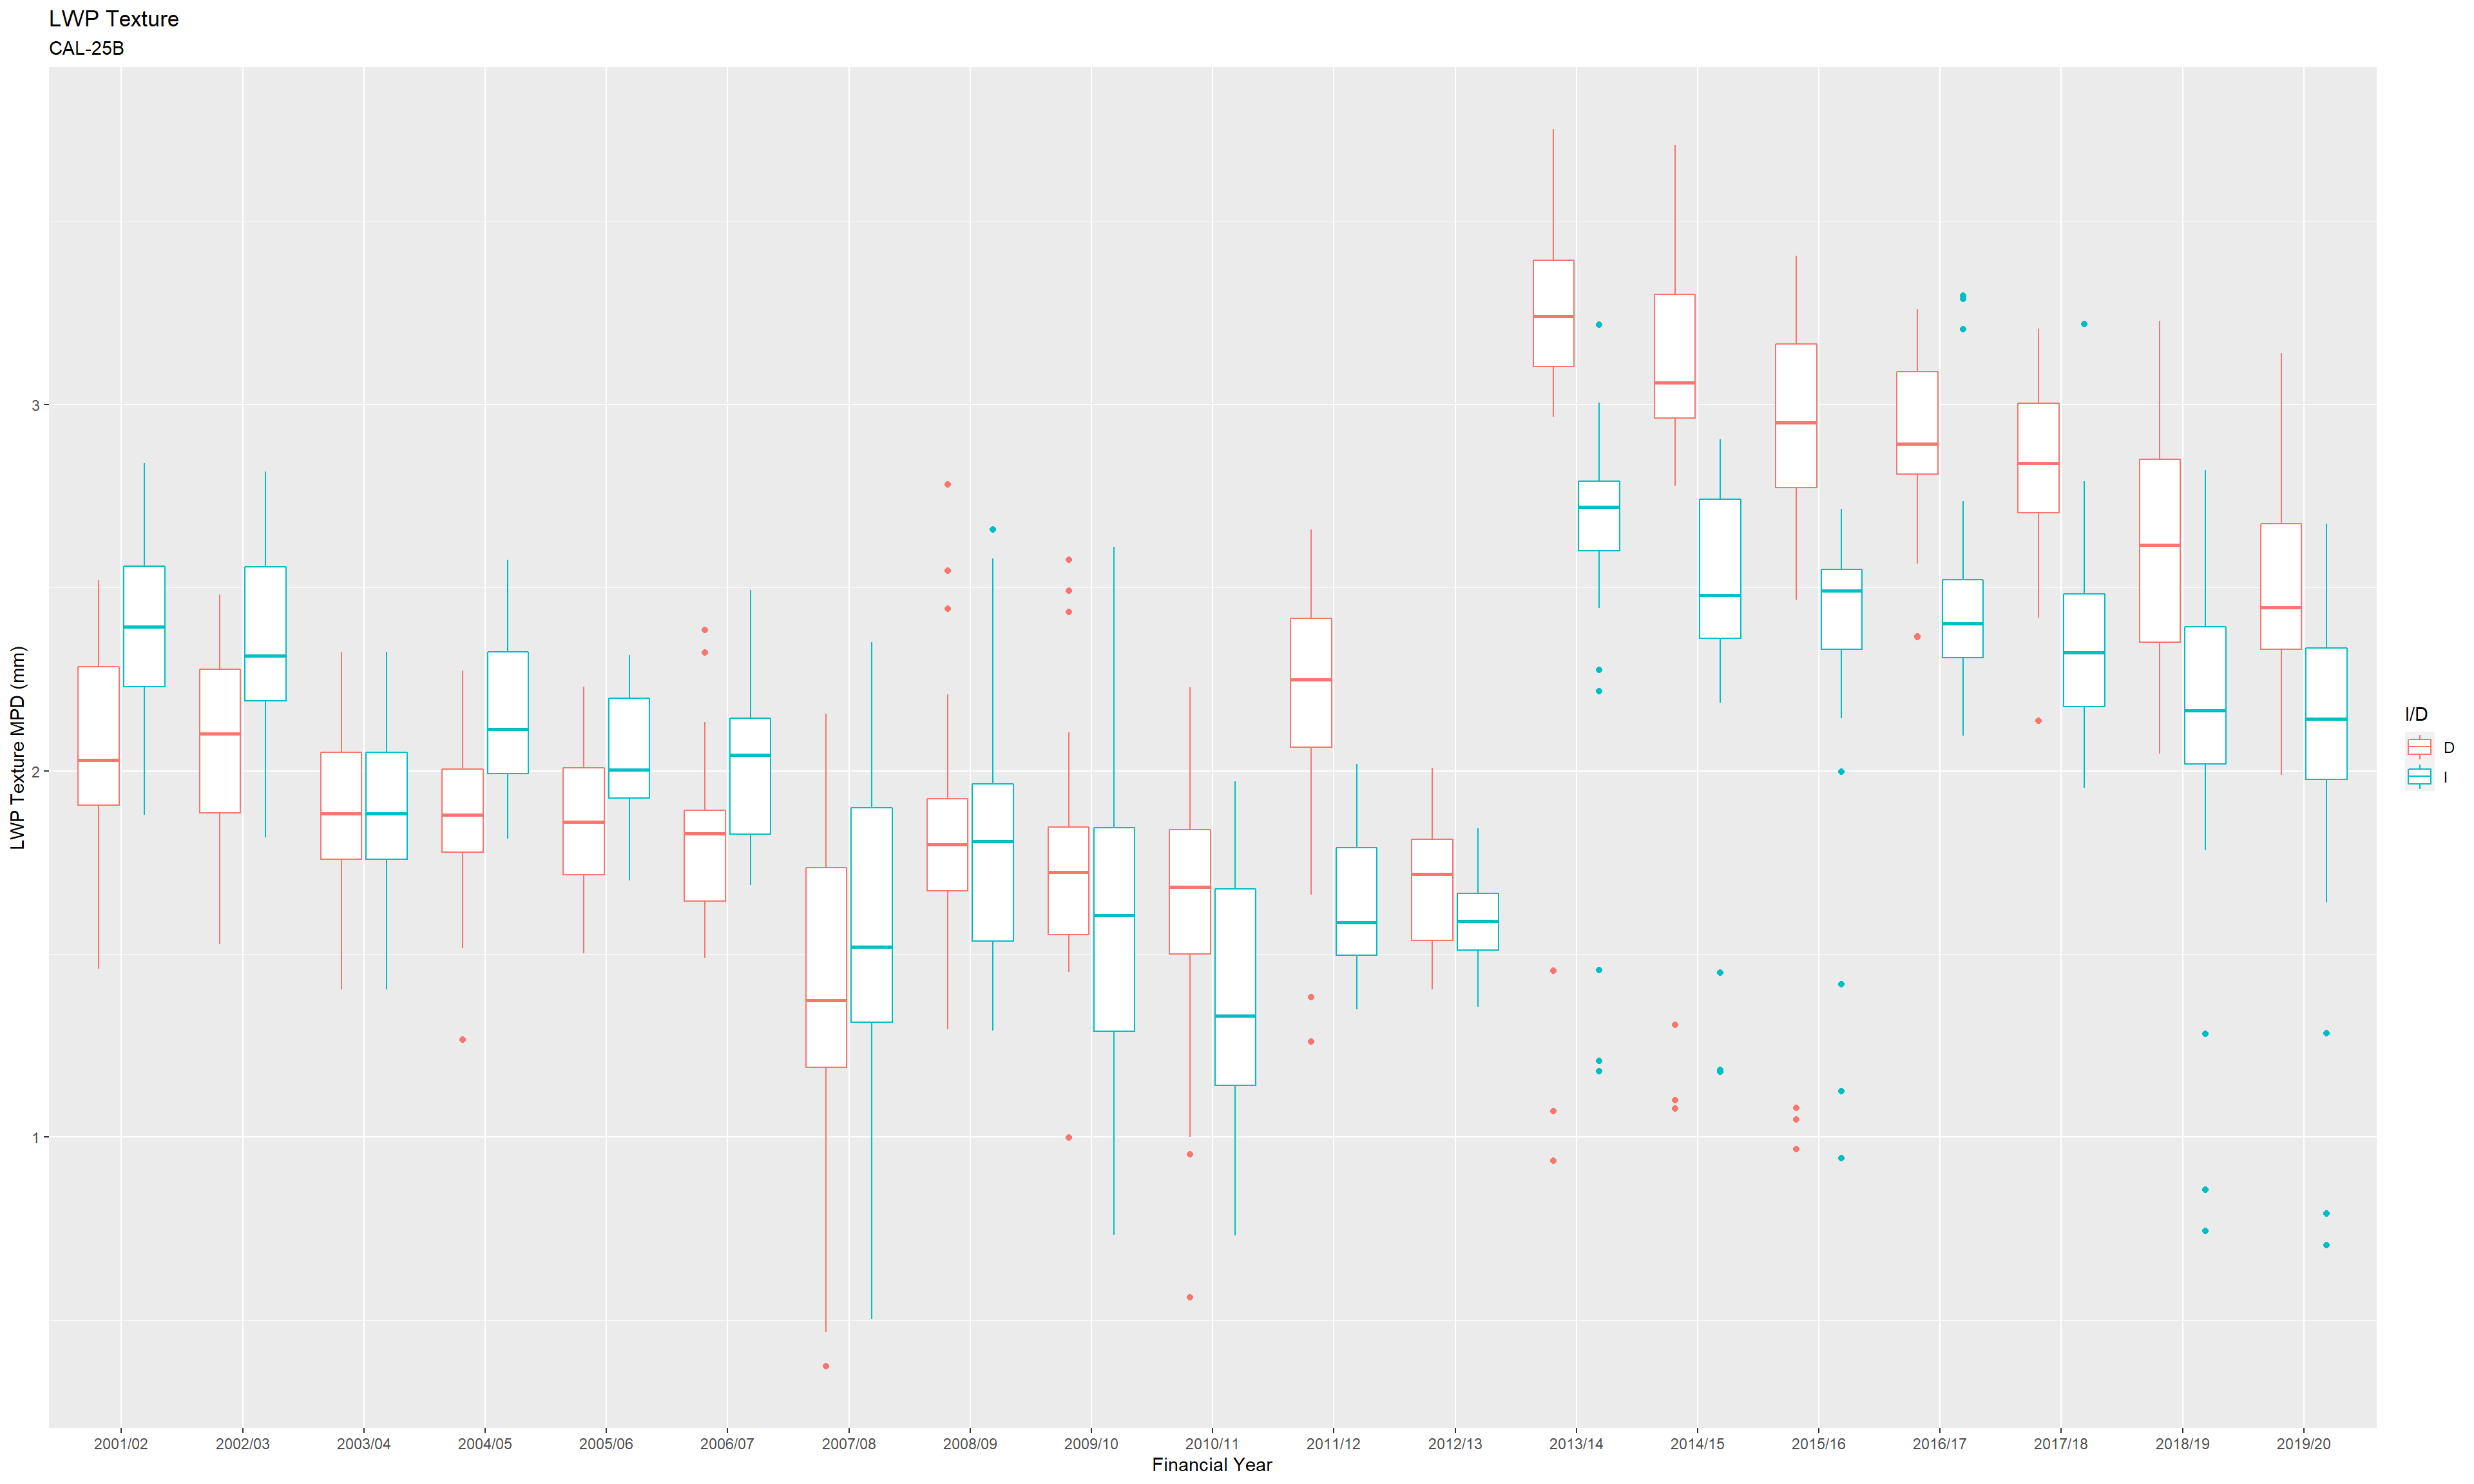 LWP Texture
CAL-25B
LWP Texture MPD (mm)
3
2
1
2001/02 2002/03 2003/04 2004/05 2005/06 2006/07 2007/08 2008/09 2009/10 2010/11 2011/12 2012/13 2013/14 2014/15 2015/16 2016/17 2017/18 2018/19 2019/20
Financial Year
I/D
D
I